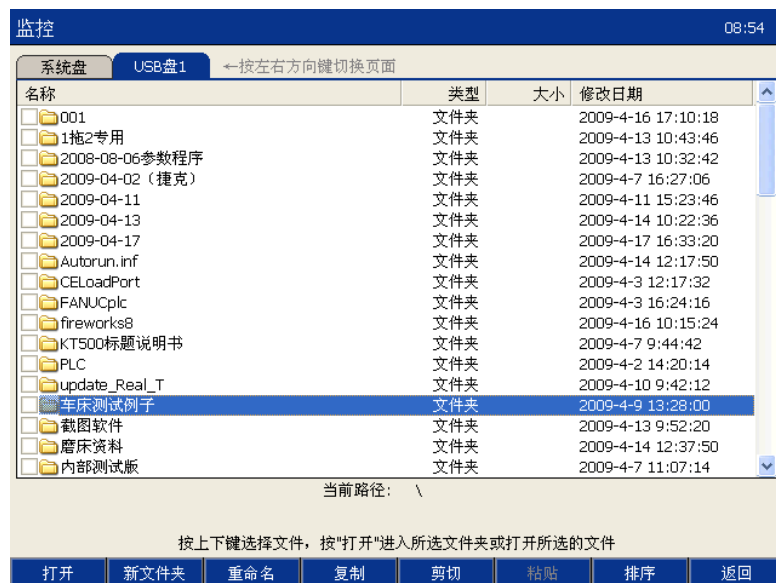 监控 08:54
系统盘 USB盘1 ←按左右方向键切换页面
名称 类型 大小 修改日期
001 文件夹 2009-4-16 17:10:18
1拖2专用 文件夹 2009-4-13 10:43:46
2008-08-06参数程序 文件夹 2009-4-13 10:32:42
2009-04-02（捷克） 文件夹 2009-4-7 16:27:06
2009-04-11 文件夹 2009-4-11 15:23:46
2009-04-13 文件夹 2009-4-14 10:22:36
2009-04-17 文件夹 2009-4-17 16:33:20
Autorun.inf 文件夹 2009-4-14 12:17:50
CELoadPort 文件夹 2009-4-3 12:17:32
FANUCplc 文件夹 2009-4-3 16:24:16
fireworks8 文件夹 2009-4-16 10:15:24
KT500标题说明书 文件夹 2009-4-7 9:44:42
PLC 文件夹 2009-4-2 14:20:14
update_Real_T 文件夹 2009-4-10 9:42:12
车床测试例子 文件夹 2009-4-9 13:28:00
截图软件 文件夹 2009-4-13 9:52:20
磨床资料 文件夹 2009-4-14 12:37:50
内部测试版 文件夹 2009-4-7 11:07:14
当前路径: \
按上下键选择文件，按"打开"进入所选文件夹或打开所选的文件
打开 新文件夹 重命名 复制 剪切 粘贴 排序 返回